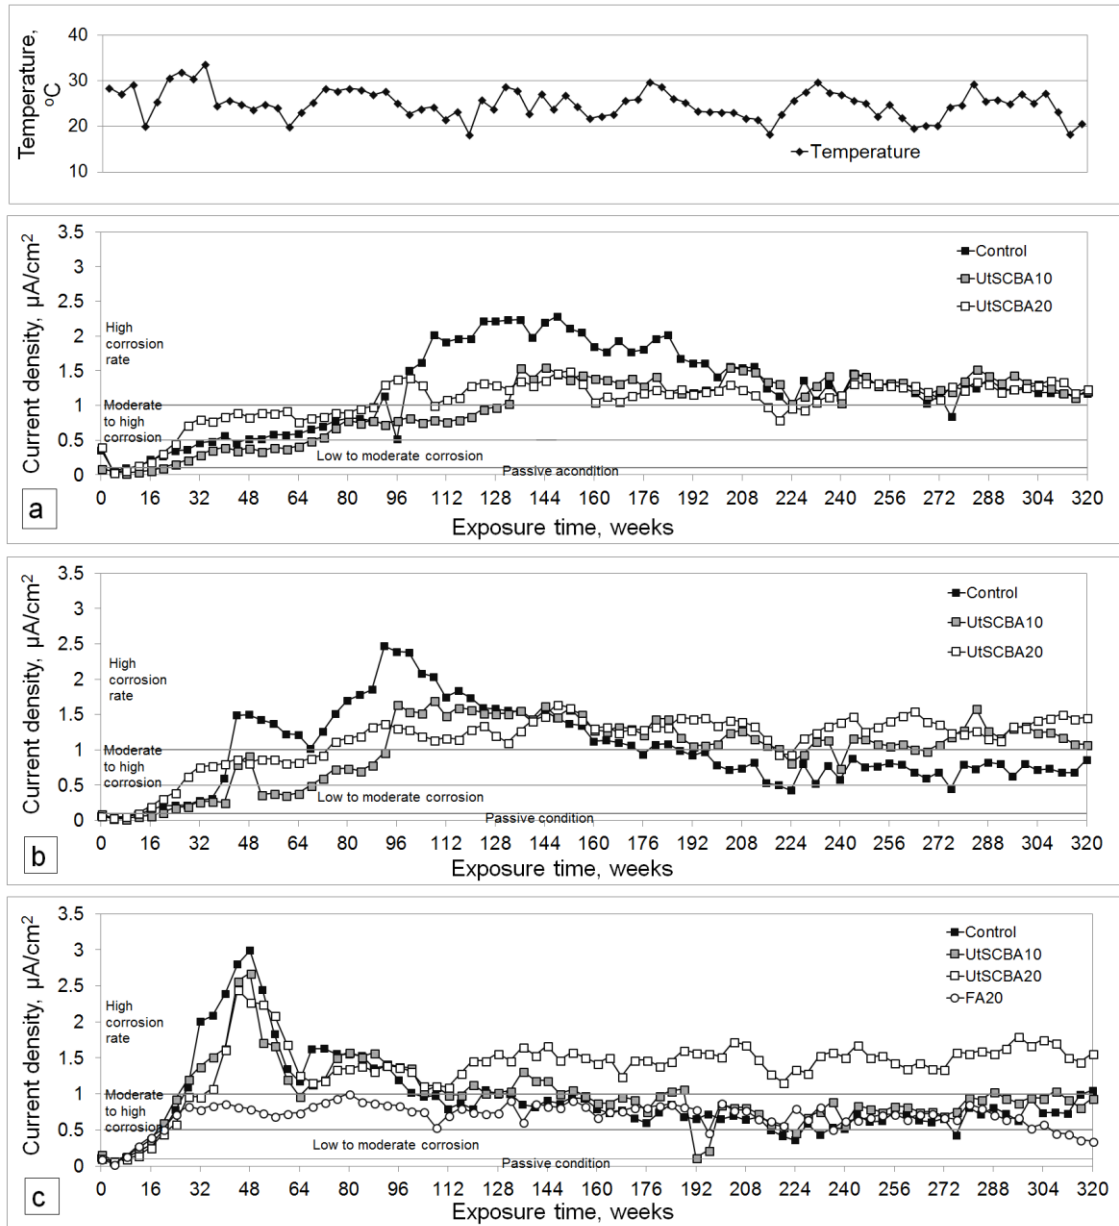 Temperature, °C
40
30
20
10
Temperature
Current density, µA/cm²
3.5
3
2.5
2
1.5
1
0.5
0
Control
UtSCBA10
UtSCBA20
High
corrosion
rate
Moderate
to high
corrosion
Low to moderate corrosion
Passive acondition
0 16 32 48 64 80 96 112 128 144 160 176 192 208 224 240 256 272 288 304 320
Exposure time, weeks
a
Current density, µA/cm²
3.5
3
2.5
2
1.5
1
0.5
0
Control
UtSCBA10
UtSCBA20
High
corrosion
rate
Moderate
to high
corrosion
Low to moderate corrosion
Passive condition
0 16 32 48 64 80 96 112 128 144 160 176 192 208 224 240 256 272 288 304 320
Exposure time, weeks
b
Current density, µA/cm²
3.5
3
2.5
2
1.5
1
0.5
0
Control
UtSCBA10
UtSCBA20
FA20
High
corrosion
rate
Moderate
to high
corrosion
Low to moderate corrosion
Passive condition
0 16 32 48 64 80 96 112 128 144 160 176 192 208 224 240 256 272 288 304 320
Exposure time, weeks
c